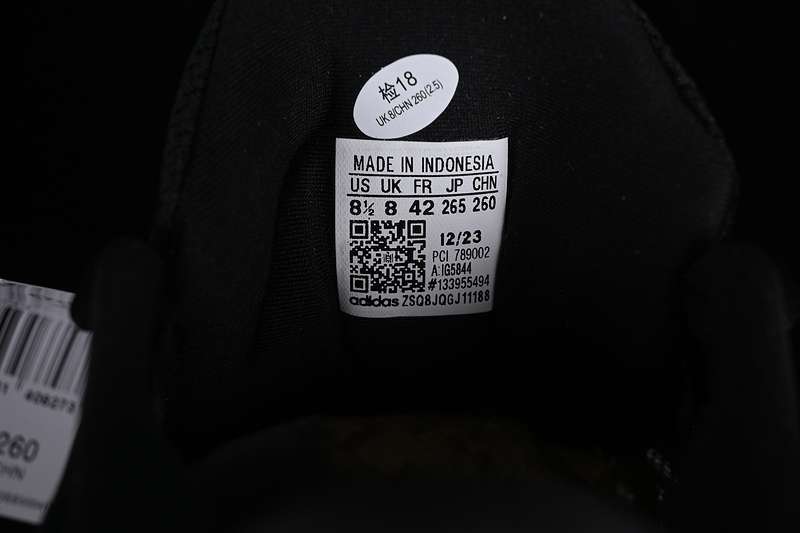 检18
UK 8/CHN 260(2.5)
MADE IN INDONESIA
US UK FR JP CHN
8½ 8 42 265 260
12/23
PCI 789002
A:IG5844
#133955494
adidas ZSQ8JQGJ11188
260
CHN